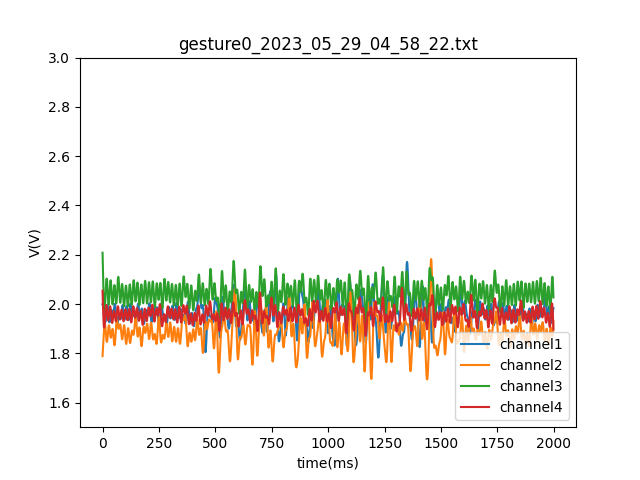 gesture0_2023_05_29_04_58_22.txt
3.0
2.8
2.6
2.4
2.2
2.0
1.8
1.6
V(V)
channel1
channel2
channel3
channel4
0 250 500 750 1000 1250 1500 1750 2000
time(ms)